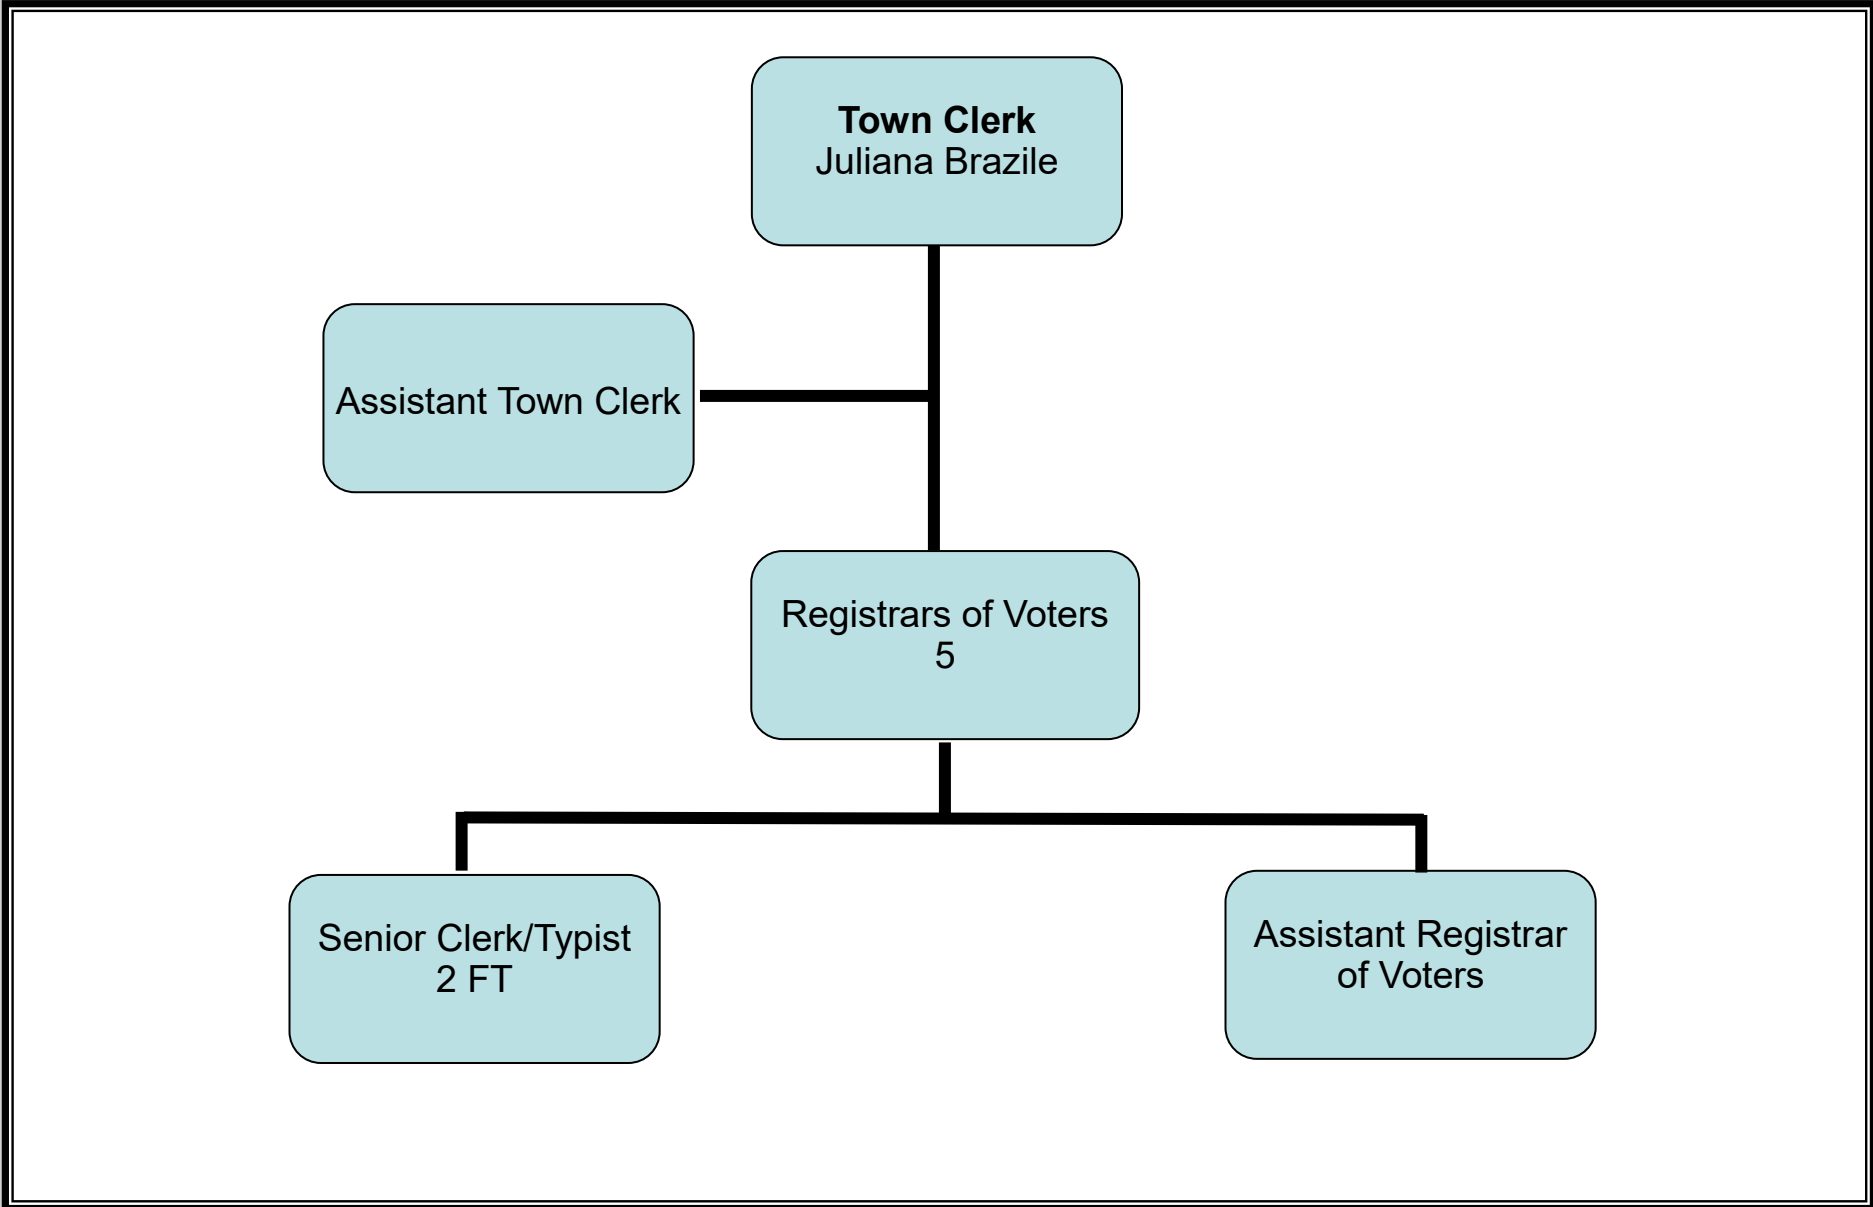 Town Clerk
Juliana Brazile
Assistant Town Clerk
Registrars of Voters
5
Senior Clerk/Typist
2 FT
Assistant Registrar
of Voters